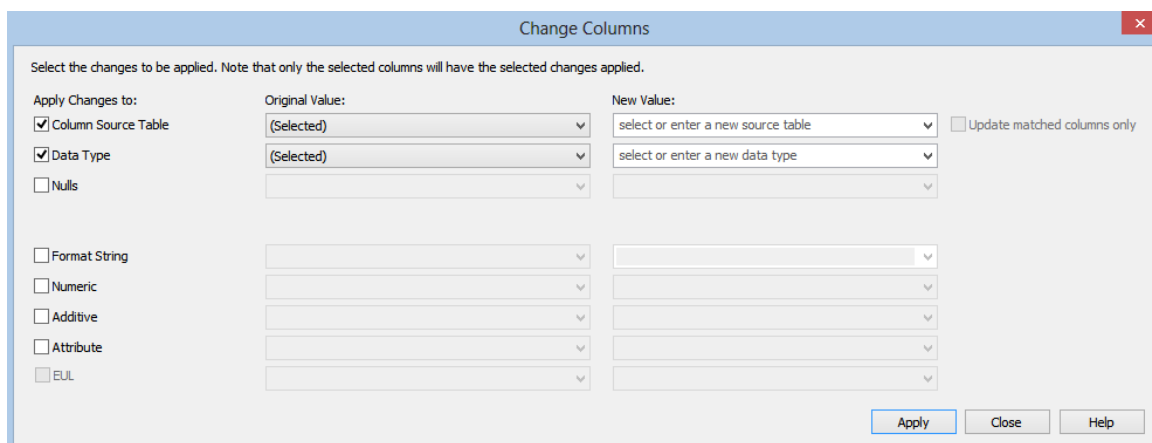 Change Columns
Select the changes to be applied. Note that only the selected columns will have the selected changes applied.
Apply Changes to: Original Value: New Value:
Column Source Table (Selected) select or enter a new source table Update matched columns only
Data Type (Selected) select or enter a new data type
Nulls
Format String
Numeric
Additive
Attribute
EUL
Apply Close Help